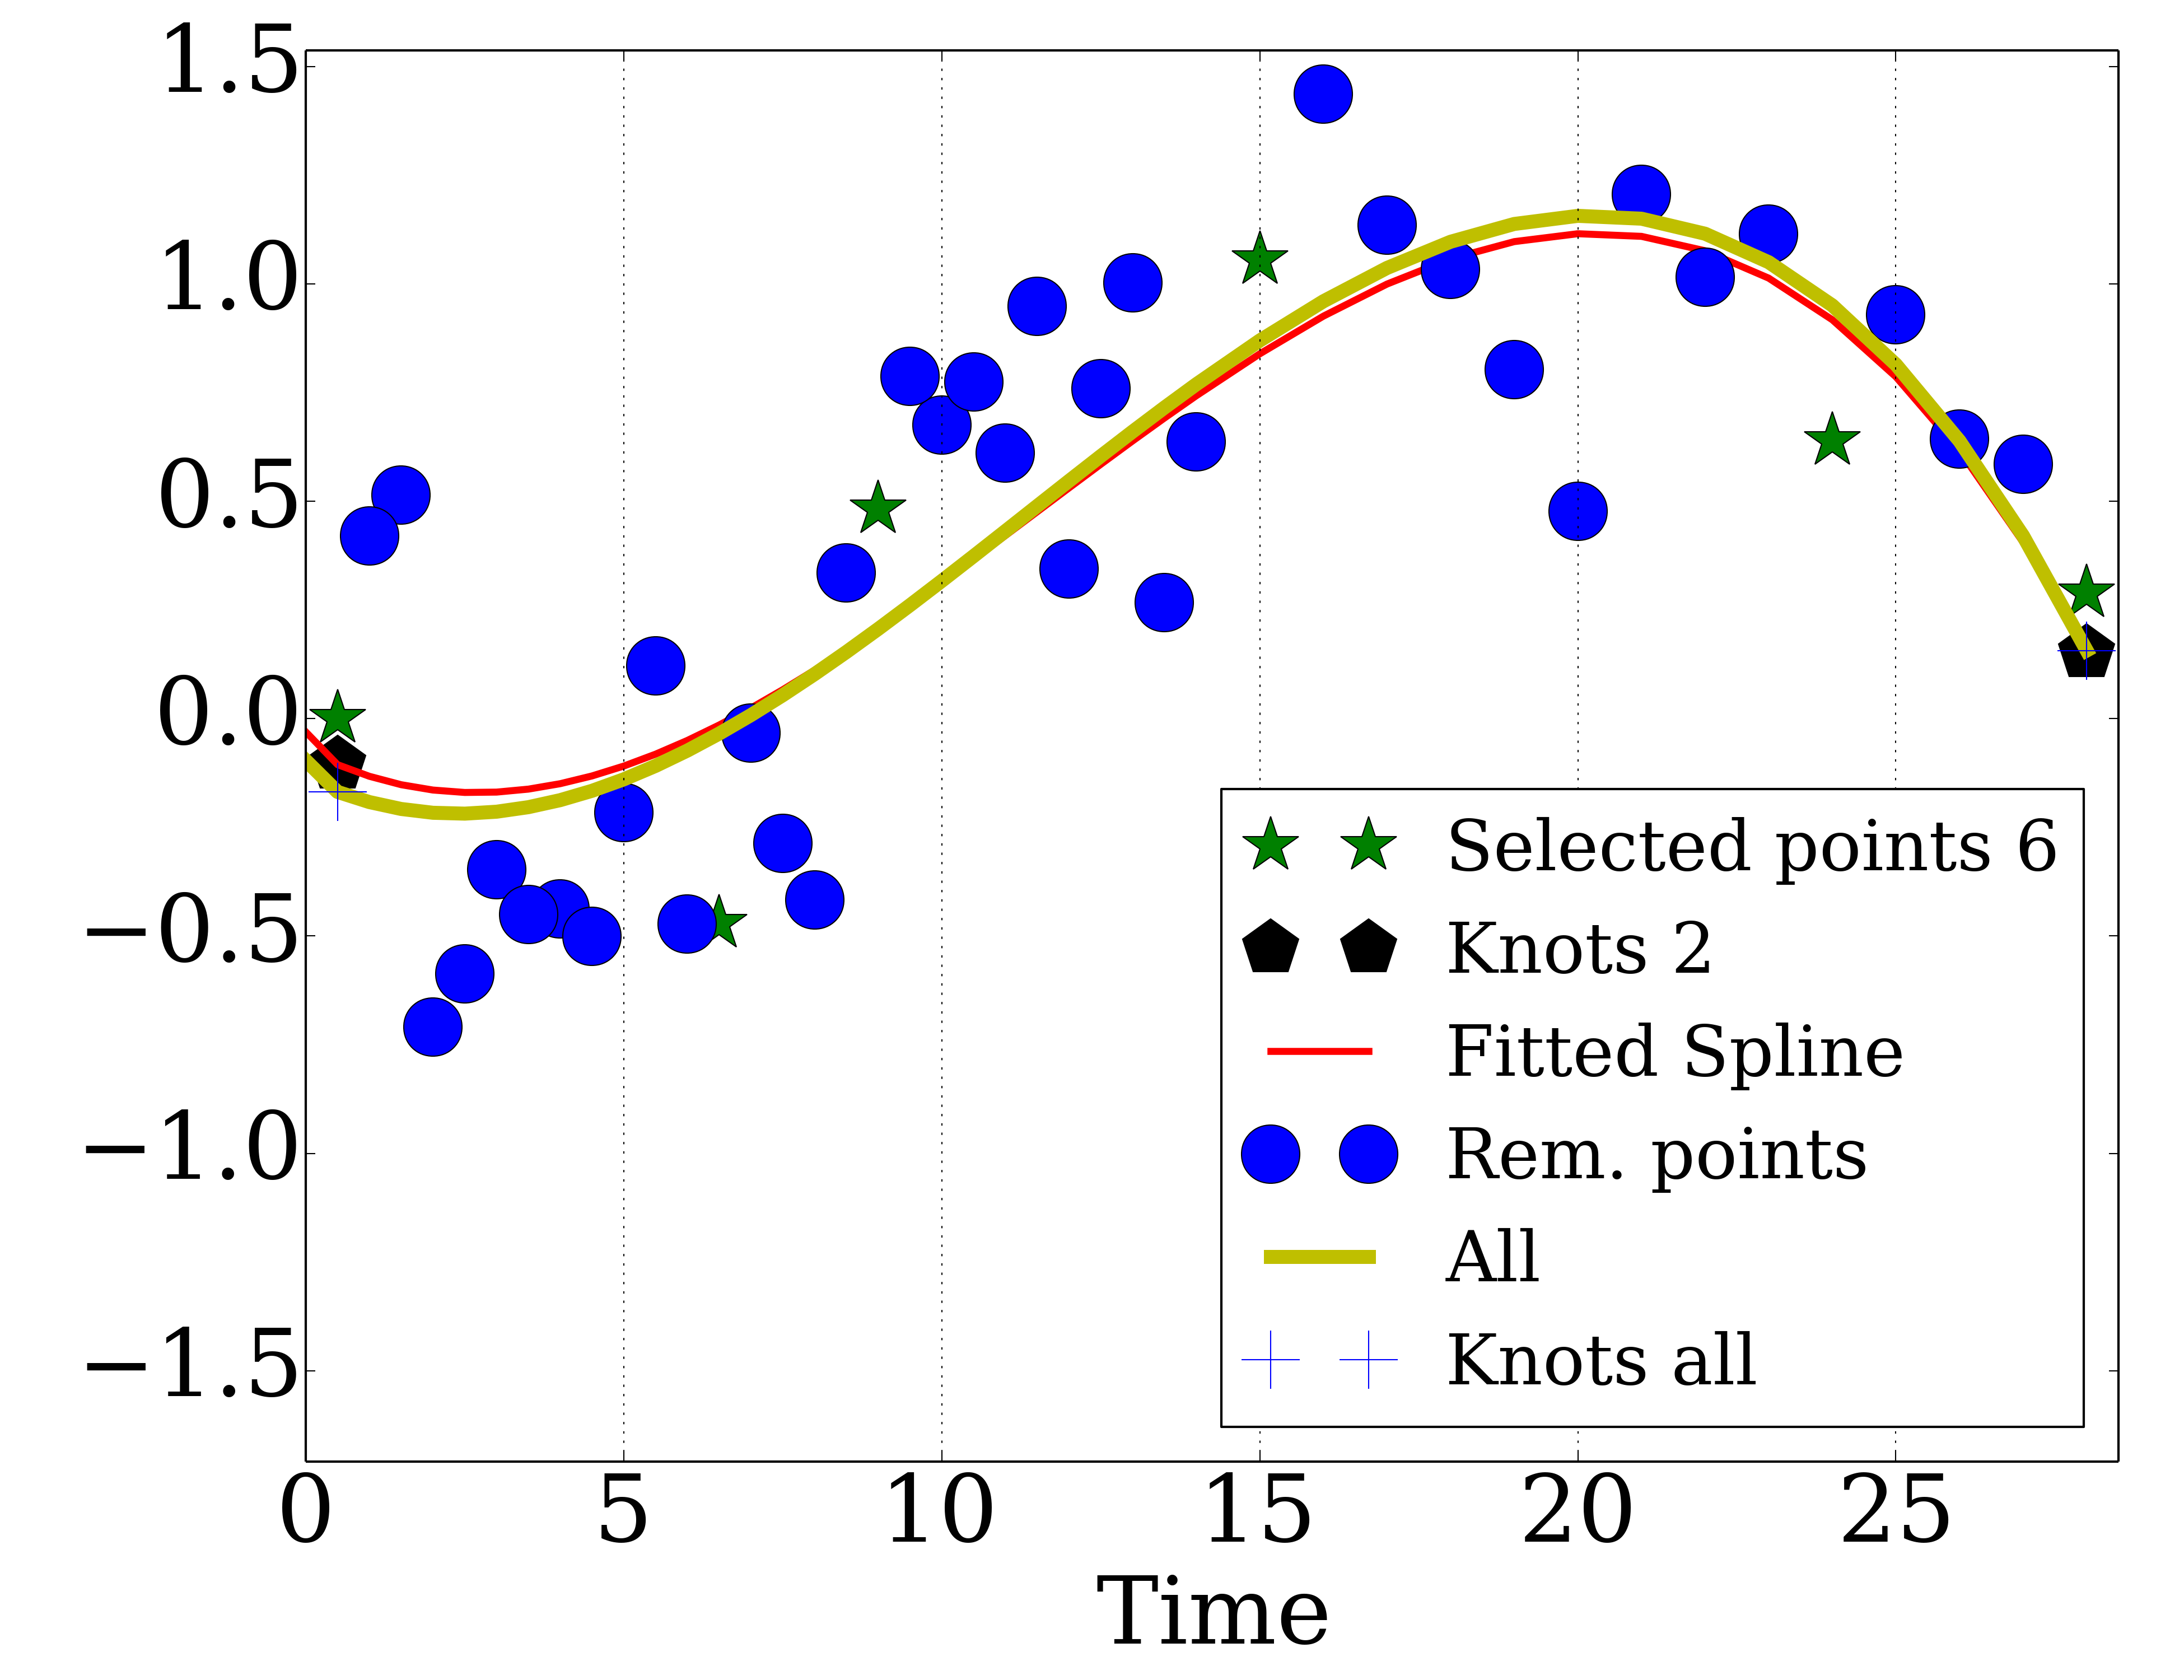 1.5
1.0
0.5
0.0
−0.5
−1.0
−1.5
Selected points 6
Knots 2
Fitted Spline
Rem. points
All
Knots all
0 5 10 15 20 25
Time